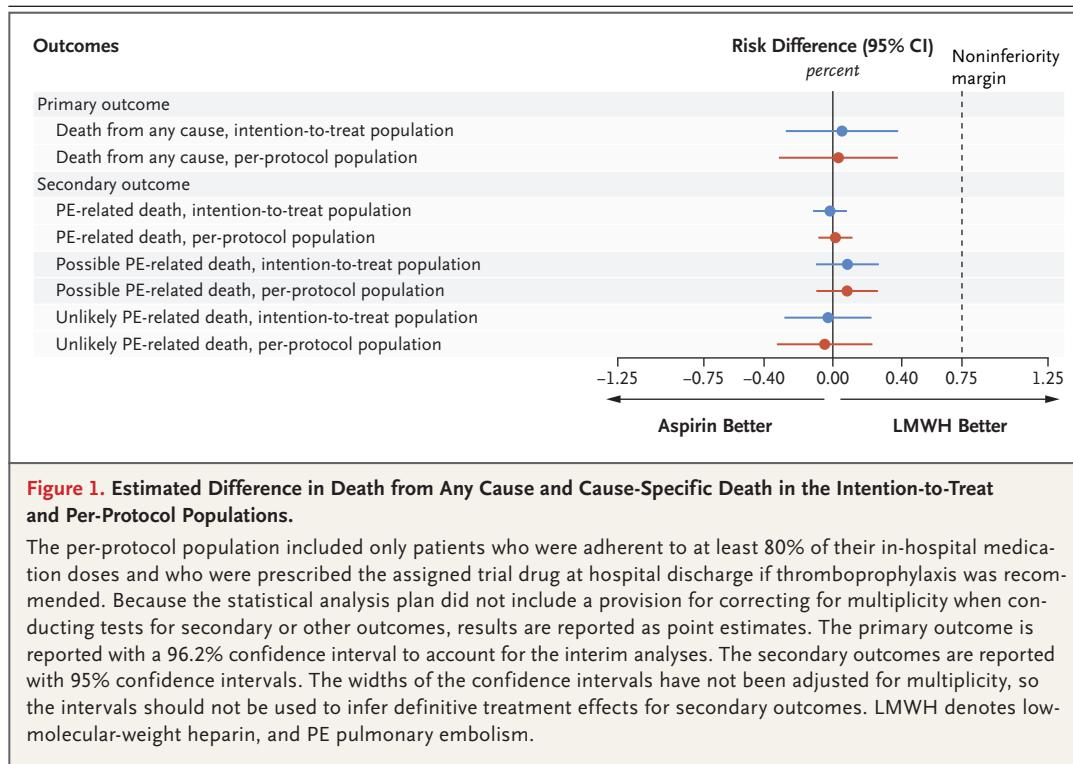 Outcomes
Risk Difference (95% CI)
percent
Noninferiority
margin
Primary outcome
Death from any cause, intention-to-treat population
Death from any cause, per-protocol population
Secondary outcome
PE-related death, intention-to-treat population
PE-related death, per-protocol population
Possible PE-related death, intention-to-treat population
Possible PE-related death, per-protocol population
Unlikely PE-related death, intention-to-treat population
Unlikely PE-related death, per-protocol population
−1.25 −0.75 −0.40 0.00 0.40 0.75 1.25
Aspirin Better LMWH Better
Figure 1. Estimated Difference in Death from Any Cause and Cause-Specific Death in the Intention-to-Treat
and Per-Protocol Populations.
The per-protocol population included only patients who were adherent to at least 80% of their in-hospital medica-
tion doses and who were prescribed the assigned trial drug at hospital discharge if thromboprophylaxis was recom-
mended. Because the statistical analysis plan did not include a provision for correcting for multiplicity when con-
ducting tests for secondary or other outcomes, results are reported as point estimates. The primary outcome is
reported with a 96.2% confidence interval to account for the interim analyses. The secondary outcomes are reported
with 95% confidence intervals. The widths of the confidence intervals have not been adjusted for multiplicity, so
the intervals should not be used to infer definitive treatment effects for secondary outcomes. LMWH denotes low-
molecular-weight heparin, and PE pulmonary embolism.